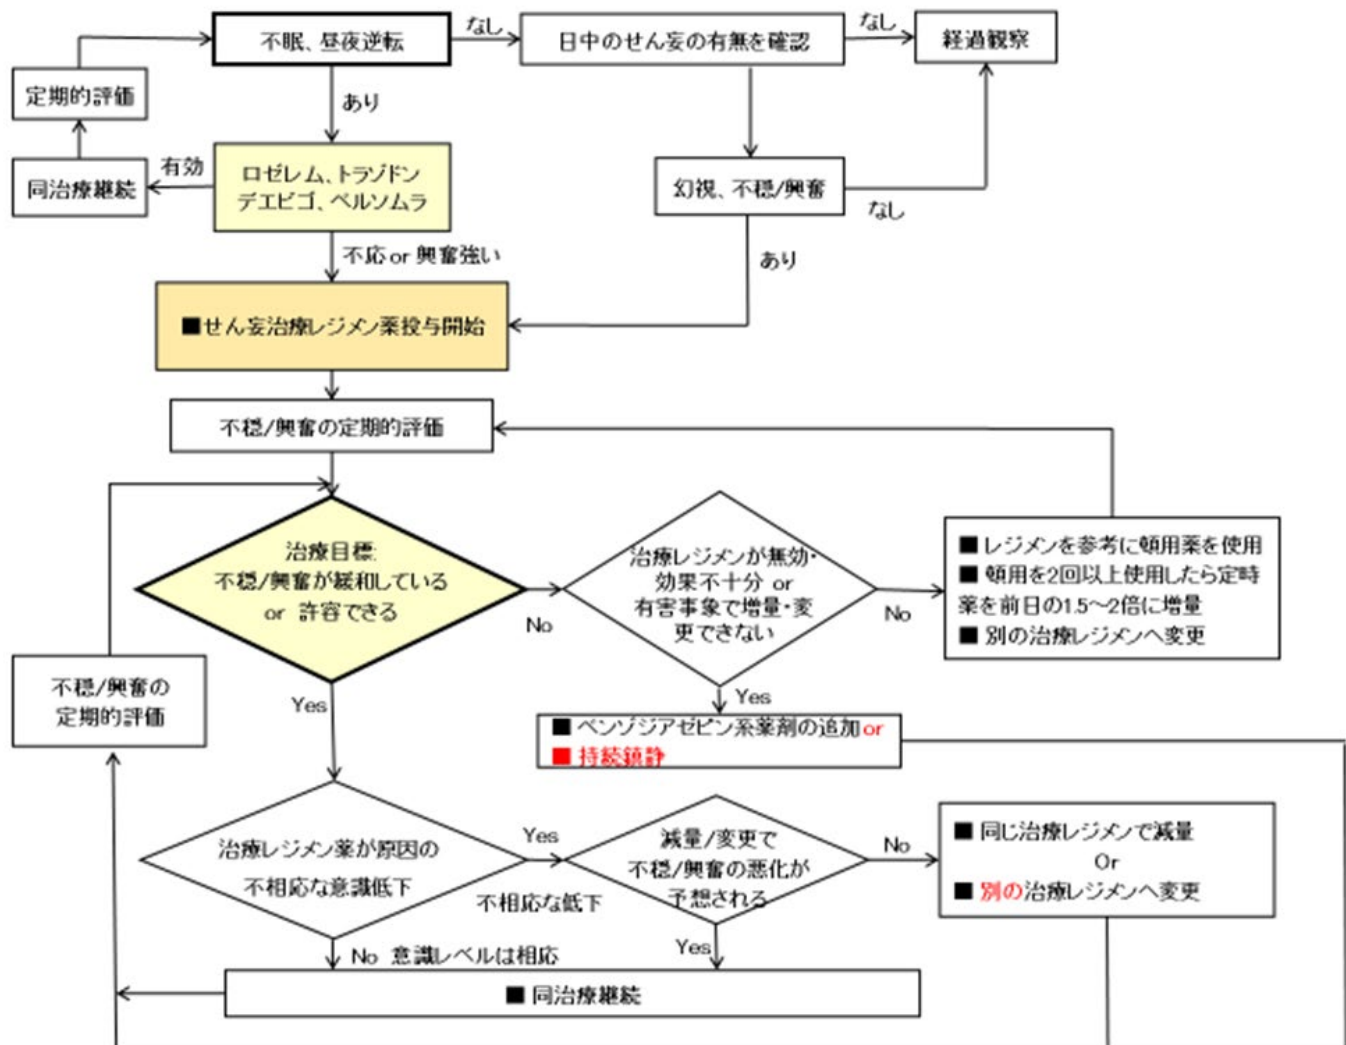 不眠、昼夜逆転
なし
日中のせん妄の有無を確認
なし
経過観察
定期的評価
あり
同治療継続
有効
ロゼレム、トラゾドン
デエビゴ、ベルソムラ
幻視、不穏/興奮
なし
不応 or 興奮強い
あり
■せん妄治療レジメン薬投与開始
不穏/興奮の定期的評価
治療目標:
不穏/興奮が緩和している
or 許容できる
No
治療レジメンが無効・
効果不十分 or
有害事象で増量・変
更できない
No
■ レジメンを参考に頓用薬を使用
■ 頓用を2回以上使用したら定時
薬を前日の1.5～2倍に増量
■ 別の治療レジメンへ変更
不穏/興奮の
定期的評価
Yes
Yes
■ ベンゾジアゼピン系薬剤の追加or
■ 持続鎮静
治療レジメン薬が原因の
不相応な意識低下
Yes
不相応な低下
減量/変更で
不穏/興奮の悪化が
予想される
No
■ 同じ治療レジメンで減量
Or
■ 別の治療レジメンへ変更
No 意識レベルは相応
Yes
■ 同治療継続